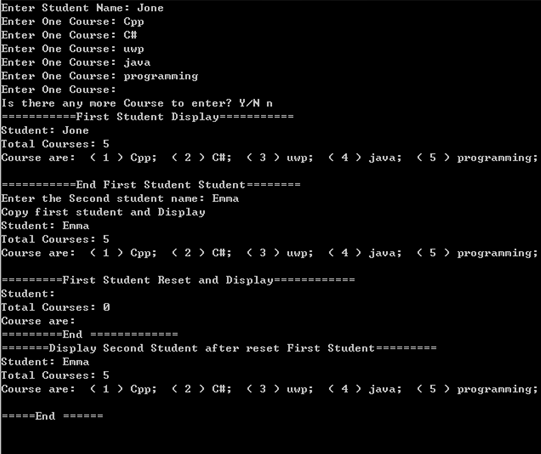 Enter Student Name: Jone
Enter One Course: Cpp
Enter One Course: C#
Enter One Course: uwp
Enter One Course: java
Enter One Course: programming
Enter One Course:
Is there any more Course to enter? Y/N n
===========First Student Display===========
Student: Jone
Total Courses: 5
Course are:  ( 1 ) Cpp;  ( 2 ) C#;  ( 3 ) uwp;  ( 4 ) java;  ( 5 ) programming;
===========End First Student Student========
Enter the Second student name: Emma
Copy first student and Display
Student: Emma
Total Courses: 5
Course are:  ( 1 ) Cpp;  ( 2 ) C#;  ( 3 ) uwp;  ( 4 ) java;  ( 5 ) programming;
=========First Student Reset and Display============
Student:
Total Courses: 0
Course are:
=========End =============
=======Display Second Student after reset First Student=========
Student: Emma
Total Courses: 5
Course are:  ( 1 ) Cpp;  ( 2 ) C#;  ( 3 ) uwp;  ( 4 ) java;  ( 5 ) programming;
=====End ======